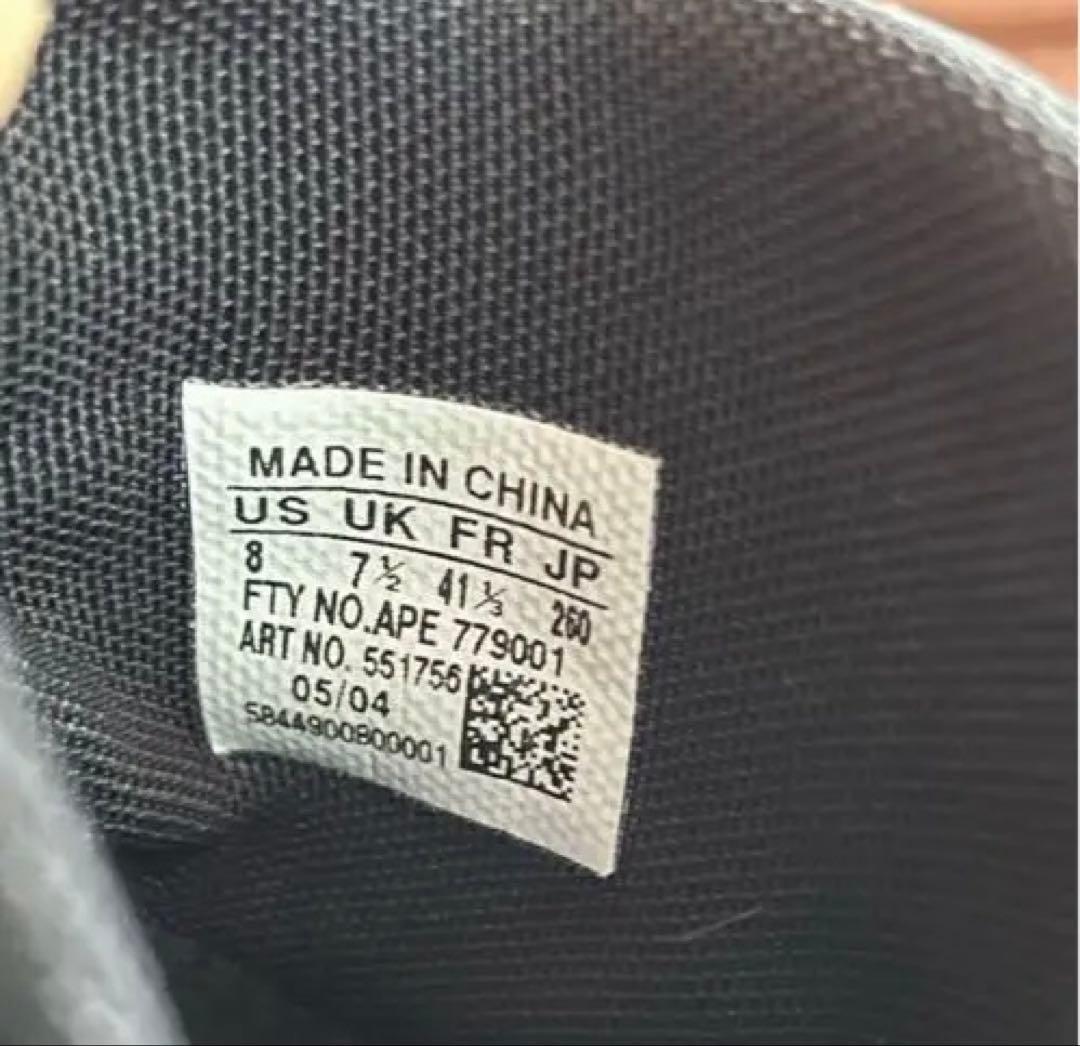 MADE IN CHINA
US UK FR JP
8 7½ 41⅓ 260
FTY NO.APE 779001
ART NO. 551756
05/04
5844900800001